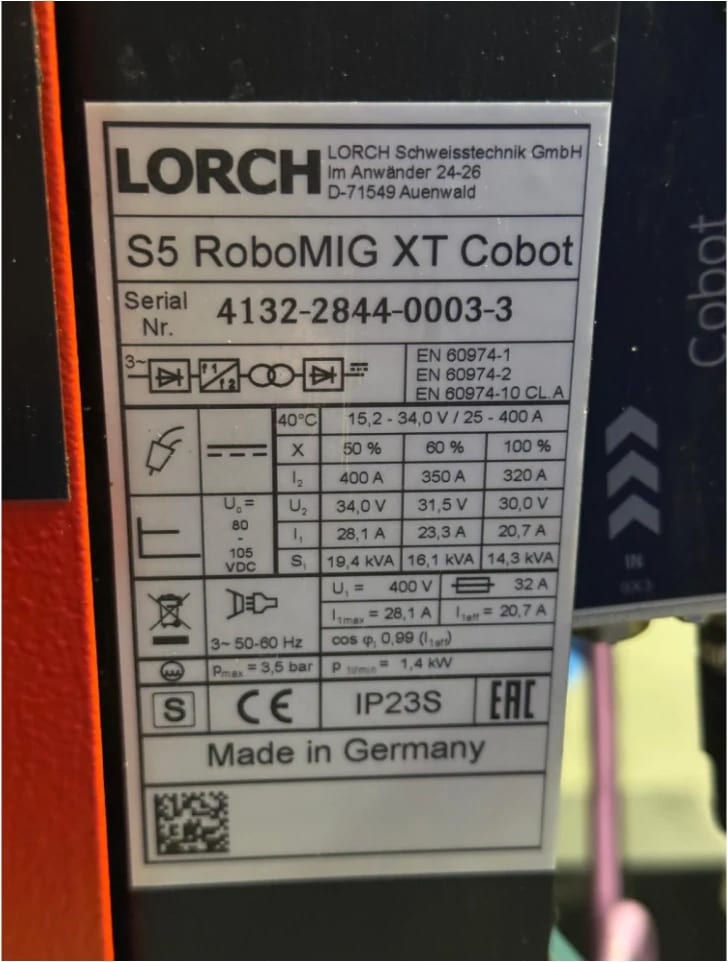 LORCH
LORCH Schweisstechnik GmbH
Im Anwänder 24-26
D-71549 Auenwald
S5 RoboMIG XT Cobot
Serial Nr. 4132-2844-0003-3
3~ f1 f2
EN 60974-1
EN 60974-2
EN 60974-10 CL.A
40°C 15,2 - 34,0 V / 25 - 400 A
X 50 % 60 % 100 %
I₂ 400 A 350 A 320 A
U₀ = 80 - 105 VDC
U₂ 34,0 V 31,5 V 30,0 V
I₁ 28,1 A 23,3 A 20,7 A
S₁ 19,4 kVA 16,1 kVA 14,3 kVA
3~ 50-60 Hz
U₁ = 400 V 32 A
I1max = 28,1 A I1eff = 20,7 A
cos φ₁ 0,99 (I1eff)
pmax = 3,5 bar P 1l/min = 1,4 kW
S CE IP23S EAC
Made in Germany
Cobot
IN